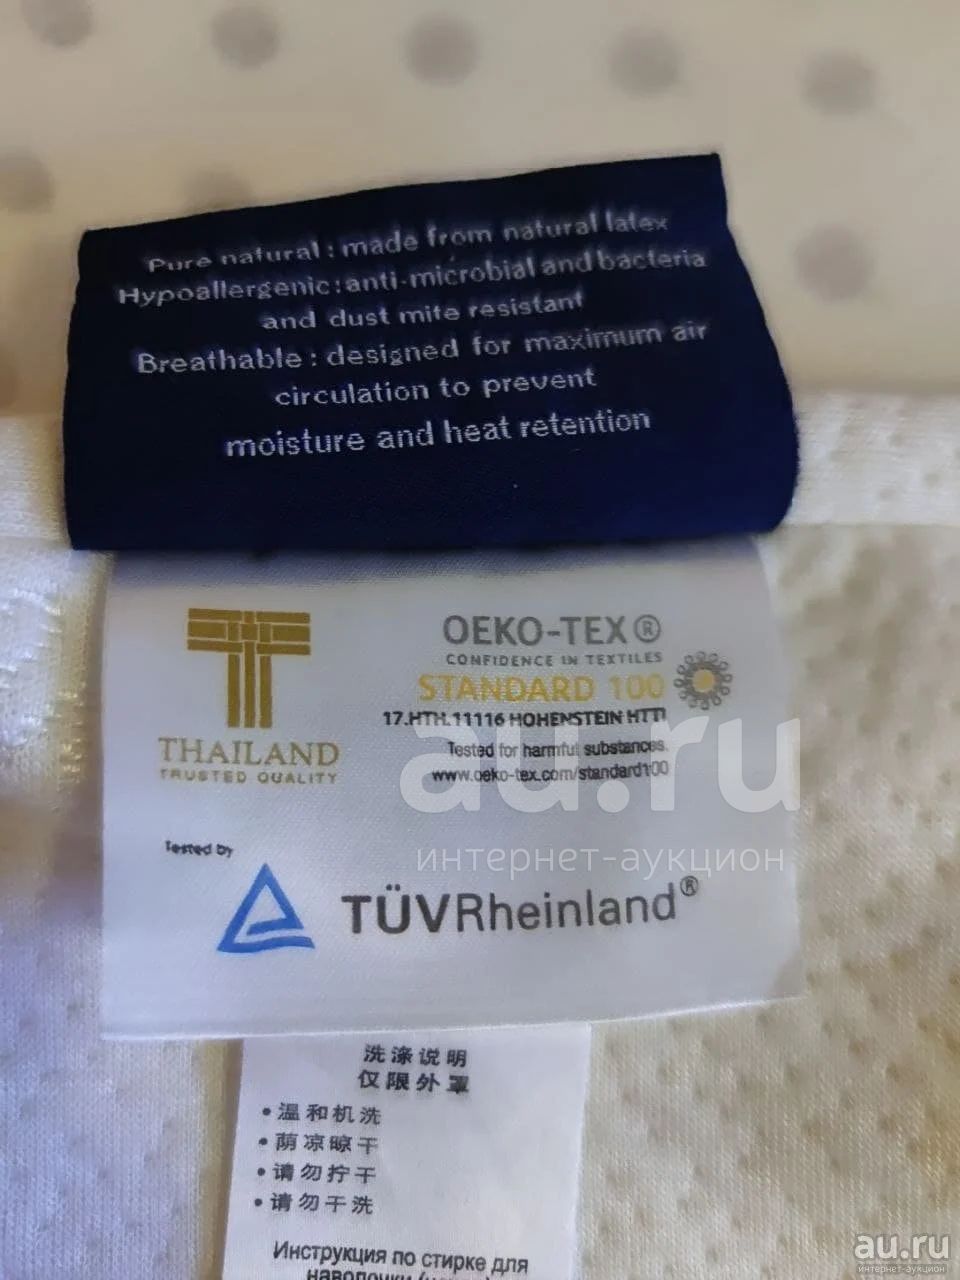 Pure natural : made from natural latex
Hypoallergenic : anti-microbial and bacteria
and dust mite resistant
Breathable : designed for maximum air
circulation to prevent
moisture and heat retention
THAILAND
TRUSTED QUALITY
OEKO-TEX®
CONFIDENCE IN TEXTILES
STANDARD 100
17.HTH.11116 HOHENSTEIN HTTI
Tested for harmful substances.
www.oeko-tex.com/standard100
au.ru
интернет-аукцион
Tested by
TÜVRheinland®
洗涤说明
仅限外罩
• 温和机洗
• 荫凉晾干
• 请勿拧干
• 请勿干洗
Инструкция по стирке для
наволочки
au.ru
интернет-аукцион